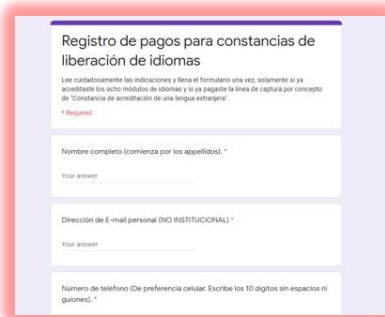 Registro de pagos para constancias de
liberación de idiomas
Lee cuidadosamente las indicaciones y llena el formulario una vez, solamente si ya
acreditaste los ocho módulos de idiomas y si ya pagaste la línea de captura por concepto
de "Constancia de acreditación de una lengua extranjera".
* Required
Nombre completo (comienza por los appellidos). *
Your answer
Dirección de E-mail personal (NO INSTITUCIONAL) *
Your answer
Número de teléfono (De preferencia celular. Escribe los 10 dígitos sin espacios ni
guiones). *